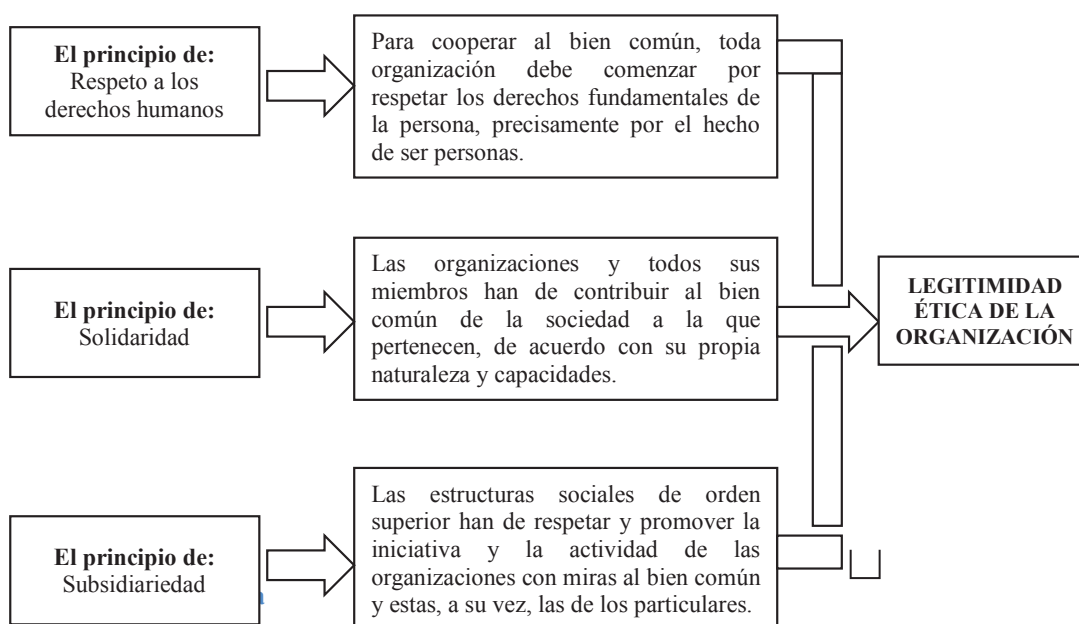 El principio de:
Respeto a los
derechos humanos
Para cooperar al bien común, toda
organización debe comenzar por
respetar los derechos fundamentales de
la persona, precisamente por el hecho
de ser personas.
El principio de:
Solidaridad
Las organizaciones y todos sus
miembros han de contribuir al bien
común de la sociedad a la que
pertenecen, de acuerdo con su propia
naturaleza y capacidades.
LEGITIMIDAD
ÉTICA DE LA
ORGANIZACIÓN
El principio de:
Subsidiariedad
Las estructuras sociales de orden
superior han de respetar y promover la
iniciativa y la actividad de las
organizaciones con miras al bien común
y estas, a su vez, las de los particulares.